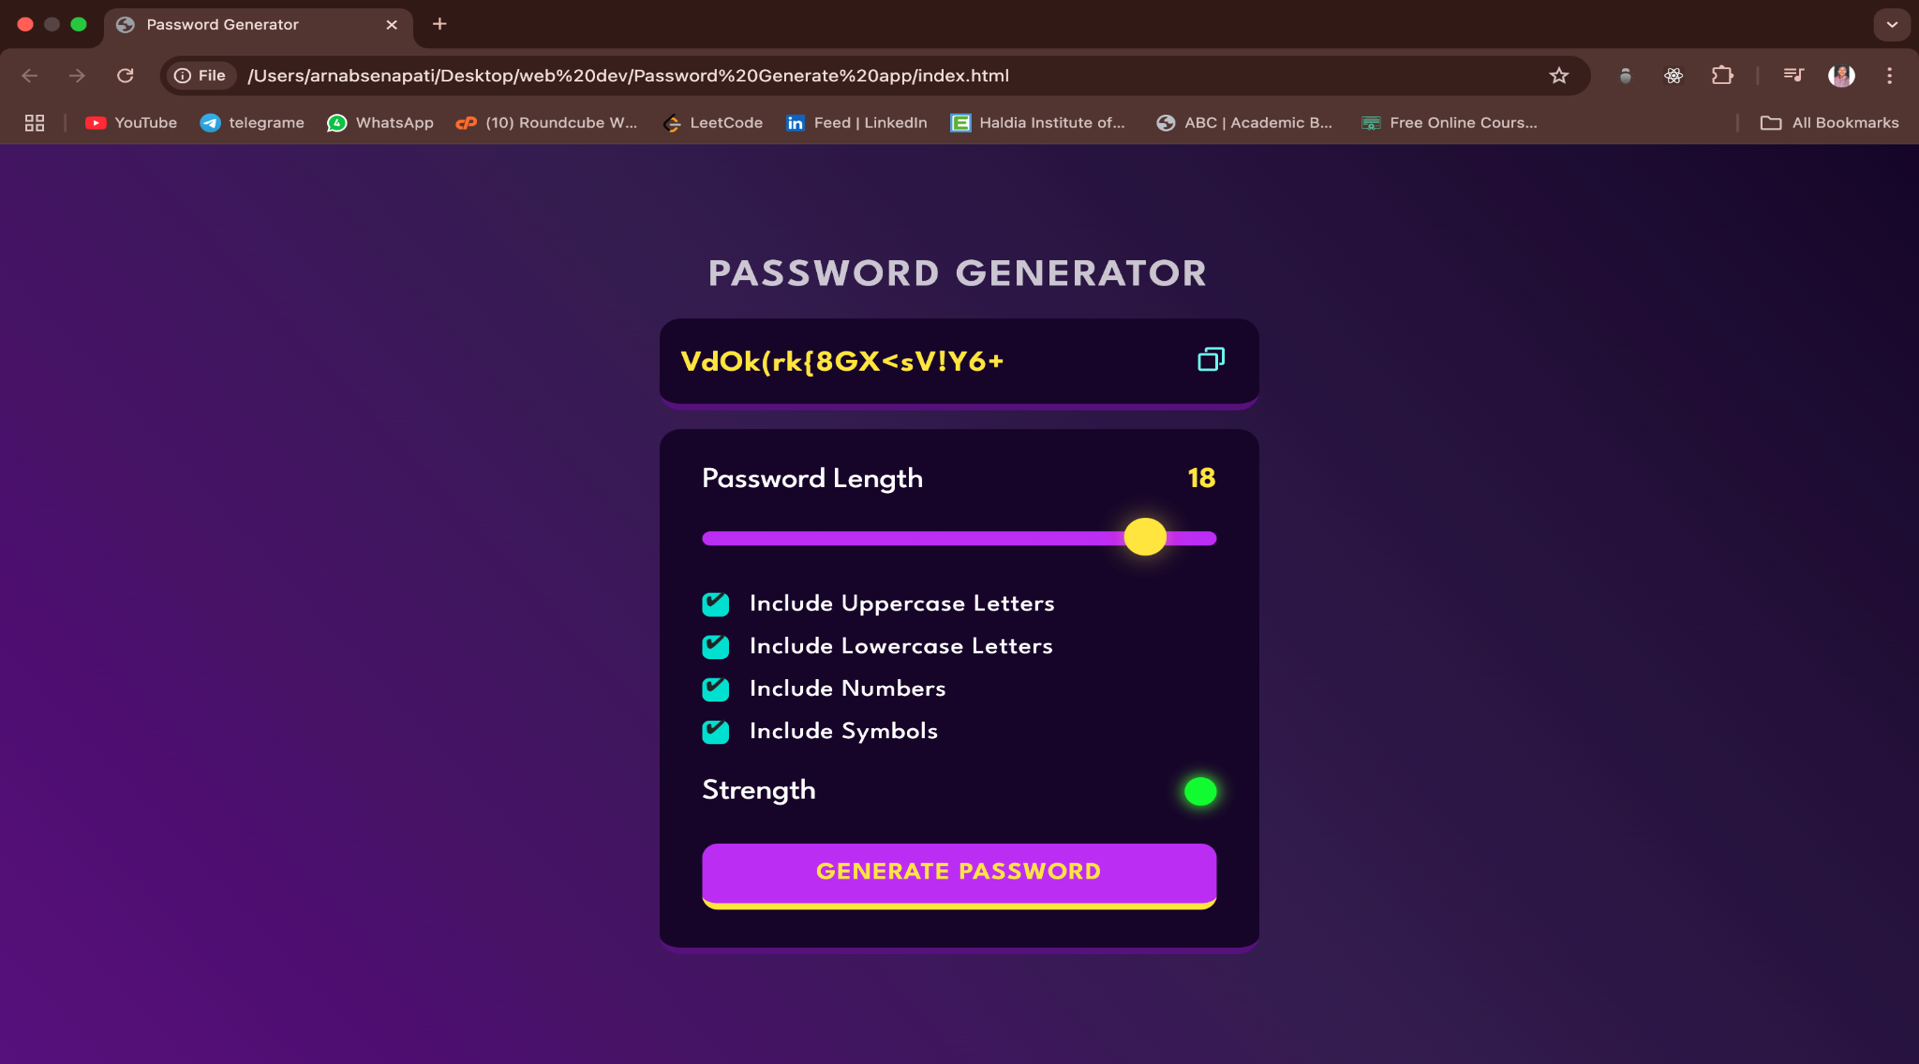 Password Generator
File /Users/arnabsenapati/Desktop/web%20dev/Password%20Generate%20app/index.html
YouTube telegrame WhatsApp (10) Roundcube W... LeetCode Feed | LinkedIn Haldia Institute of... ABC | Academic B... Free Online Cours... All Bookmarks
PASSWORD GENERATOR
VdOk(rk{8GX<sV!Y6+
Password Length 18
Include Uppercase Letters
Include Lowercase Letters
Include Numbers
Include Symbols
Strength
GENERATE PASSWORD